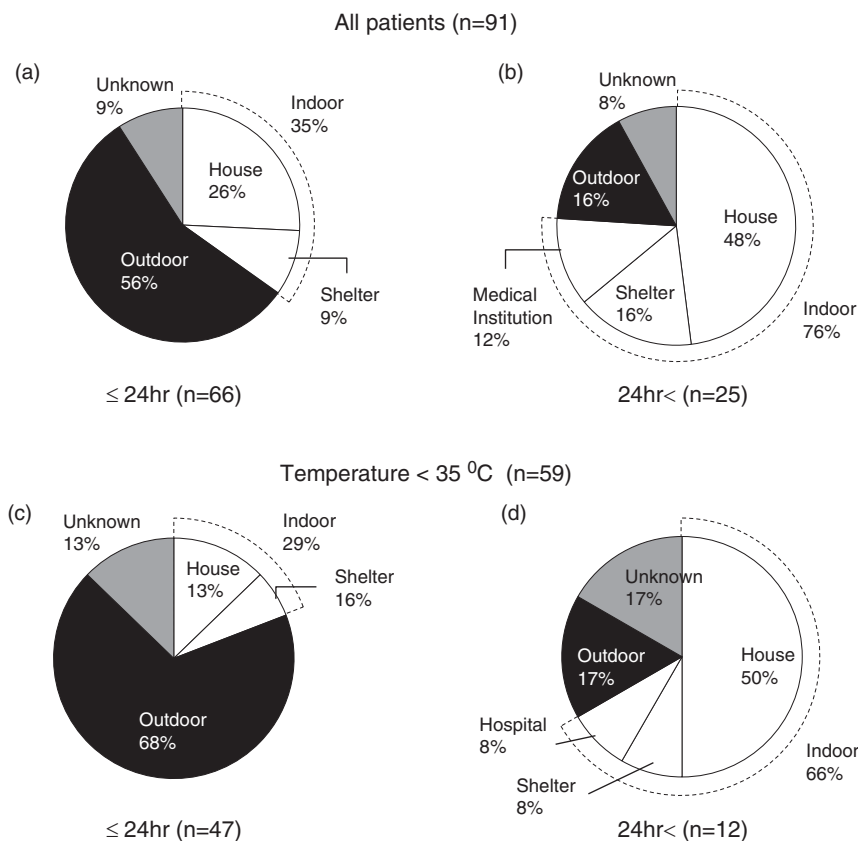 All patients (n=91)
(a)
Unknown
9%
Indoor
35%
House
26%
Outdoor
56%
Shelter
9%
≤ 24hr (n=66)
(b)
Unknown
8%
Outdoor
16%
House
48%
Medical
Institution
12%
Shelter
16%
Indoor
76%
24hr< (n=25)
Temperature < 35 ⁰C (n=59)
(c)
Unknown
13%
Indoor
29%
House
13%
Shelter
16%
Outdoor
68%
≤ 24hr (n=47)
(d)
Unknown
17%
Outdoor
17%
House
50%
Hospital
8%
Shelter
8%
Indoor
66%
24hr< (n=12)